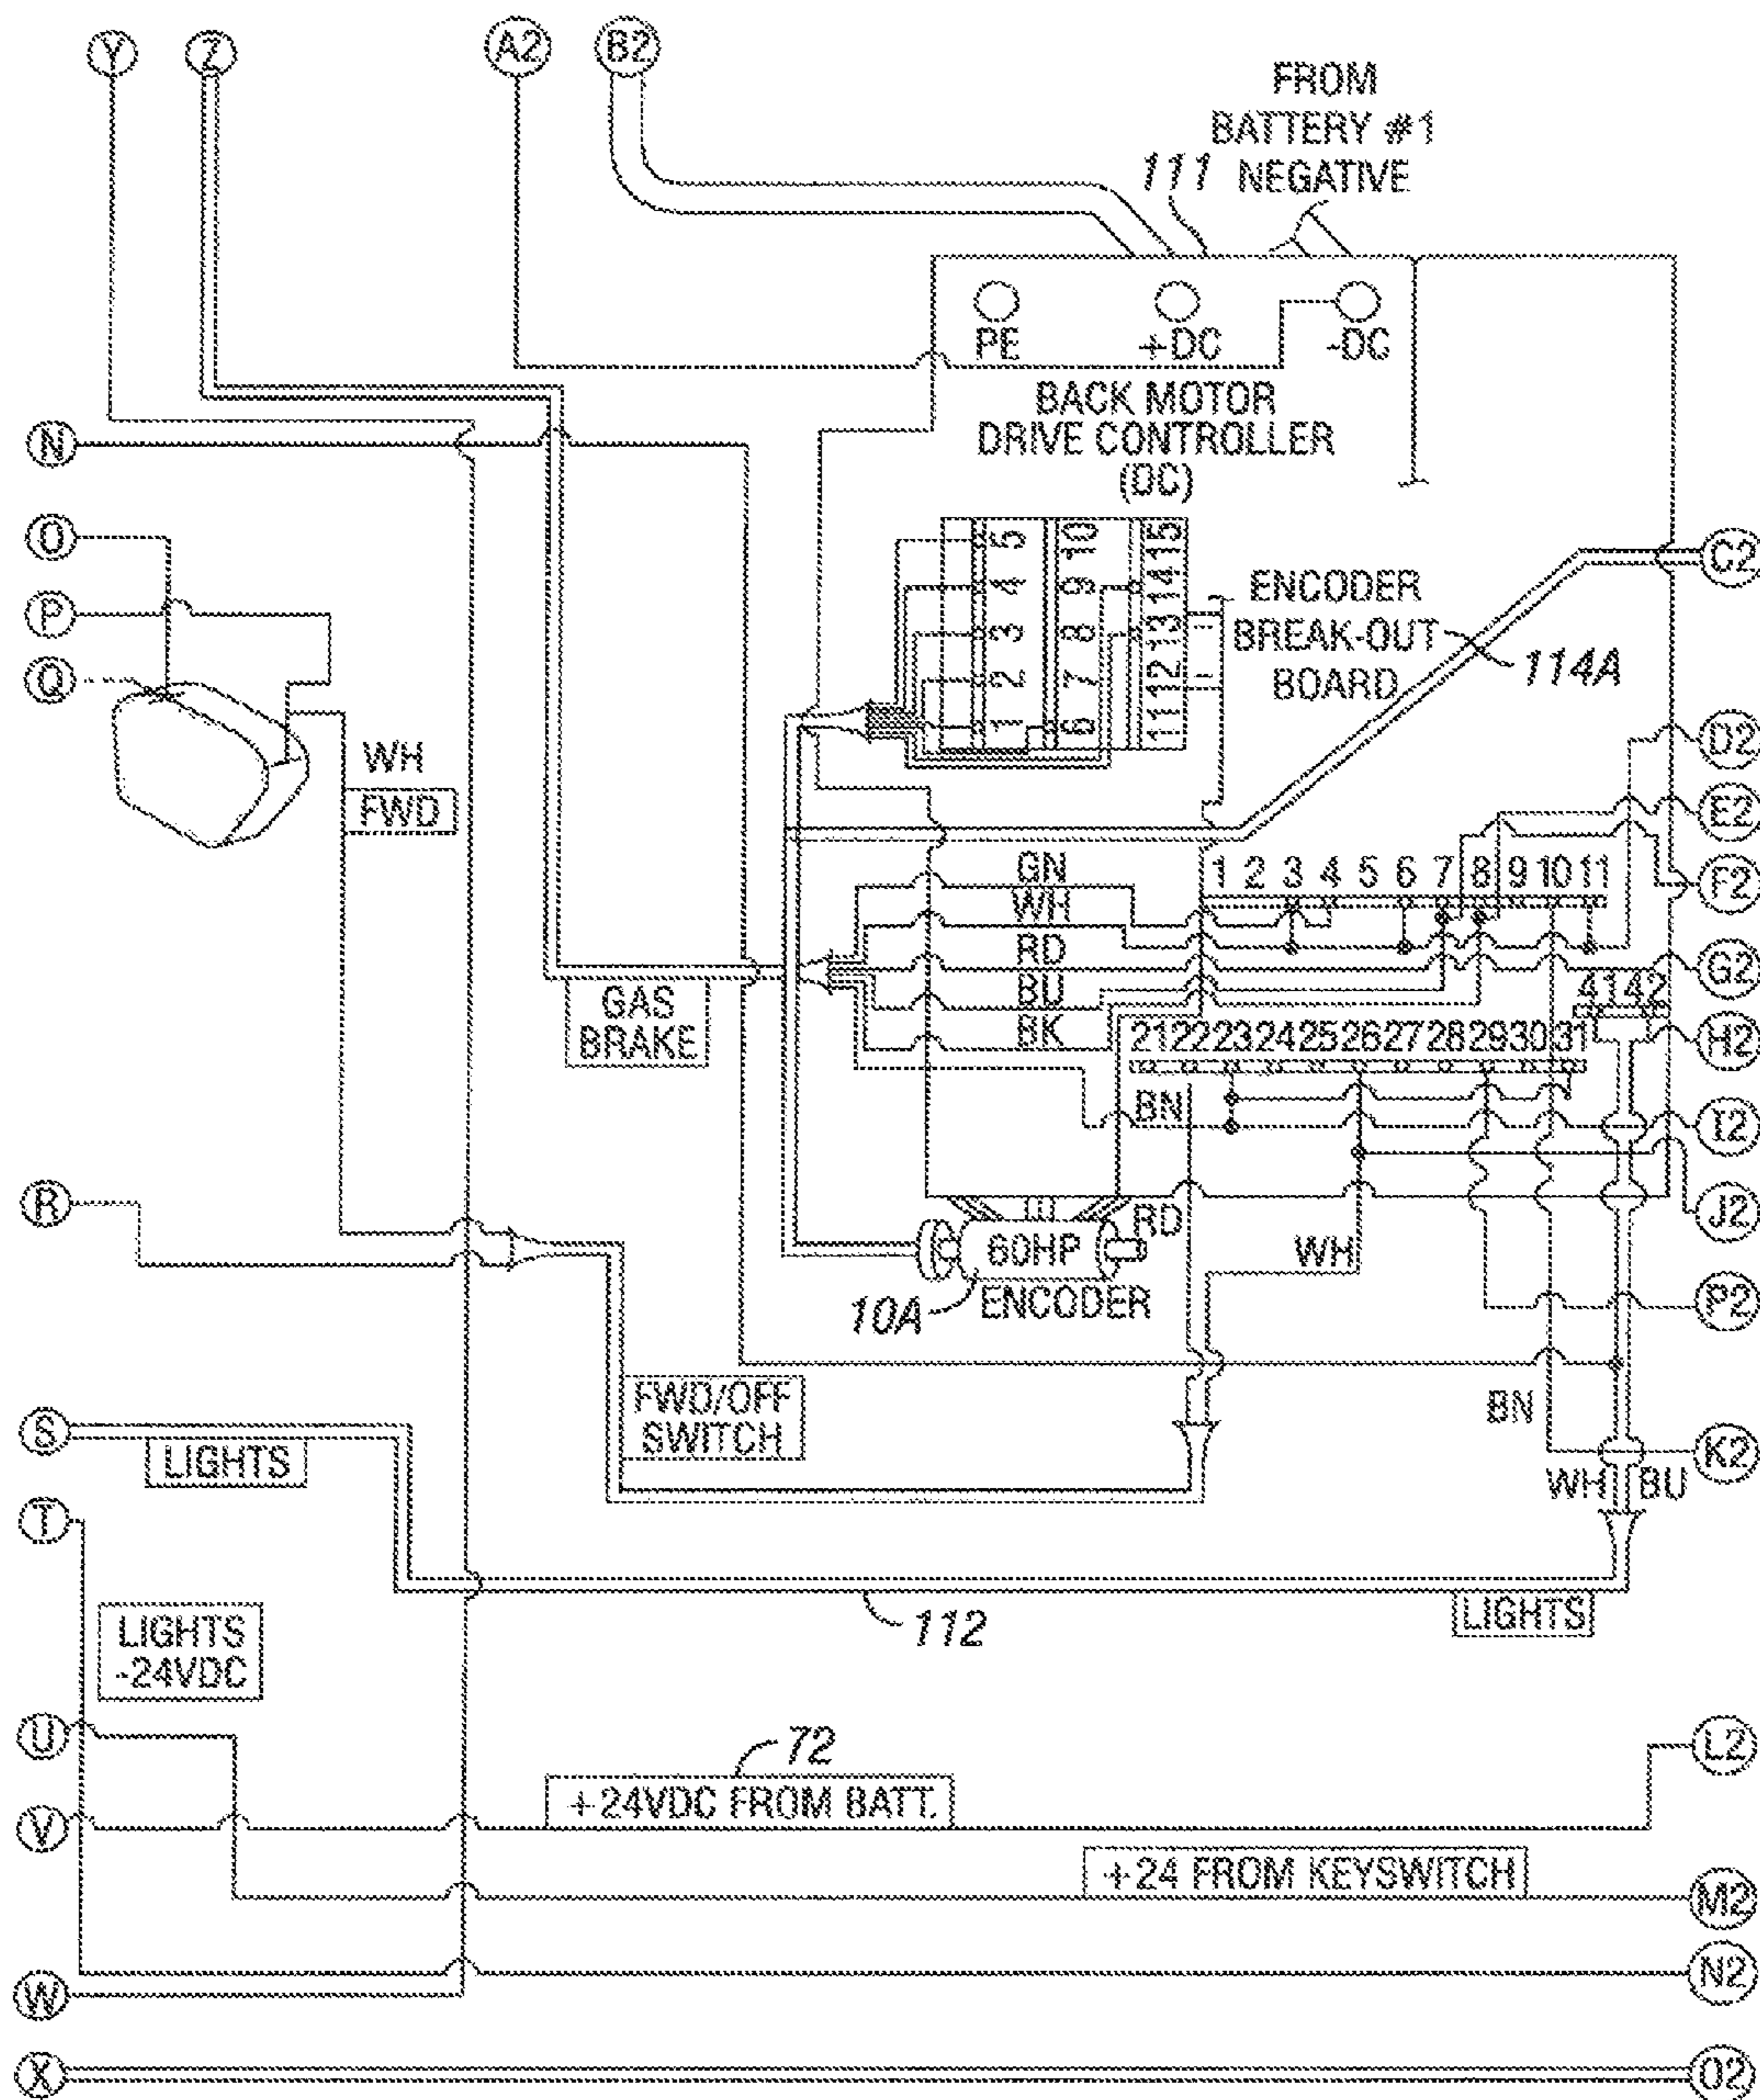 Y Z A2 B2
FROM
BATTERY #1
NEGATIVE
111
PE +DC -DC
BACK MOTOR
DRIVE CONTROLLER
(DC)
N
O
P
Q
5 10 15
4 9 14
3 8 13
2 7 12
1 6 11
ENCODER
BREAK-OUT
BOARD
114A
C2
D2
E2
F2
G2
H2
I2
J2
P2
K2
WH
FWD
GN
WH
RD
BU
BK
BN
1 2 3 4 5 6 7 8 9 10 11
41 42
21 22 23 24 25 26 27 28 29 30 31
GAS
BRAKE
R
RD
WH
60HP
ENCODER
10A
FWD/OFF
SWITCH
BN
WH BU
S
LIGHTS
T
112
LIGHTS
LIGHTS
-24VDC
U
72
+24VDC FROM BATT.
L2
V
+24 FROM KEYSWITCH
M2
N2
W
X
O2